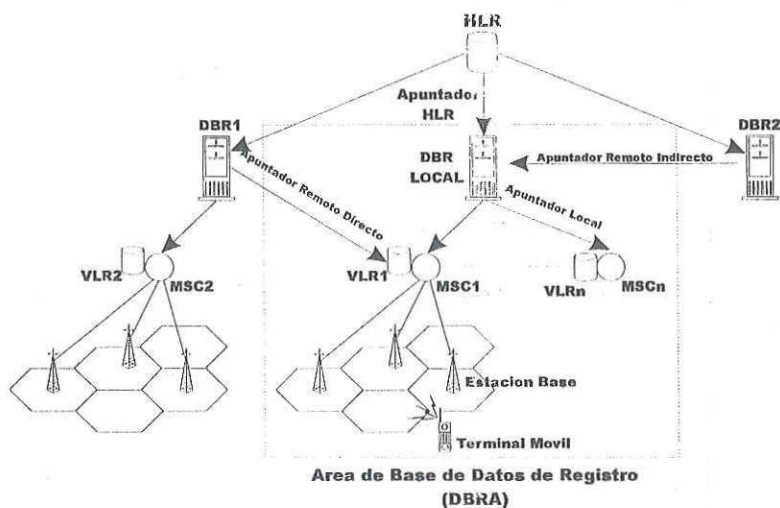 HLR
Apuntador
HLR
DBR1
DBR2
DBR
LOCAL
Apuntador Remoto Indirecto
Apuntador Remoto Directo
Apuntador Local
VLR2
MSC2
VLR1
MSC1
VLRn
MSCn
Estacion Base
Terminal Movil
Area de Base de Datos de Registro
(DBRA)